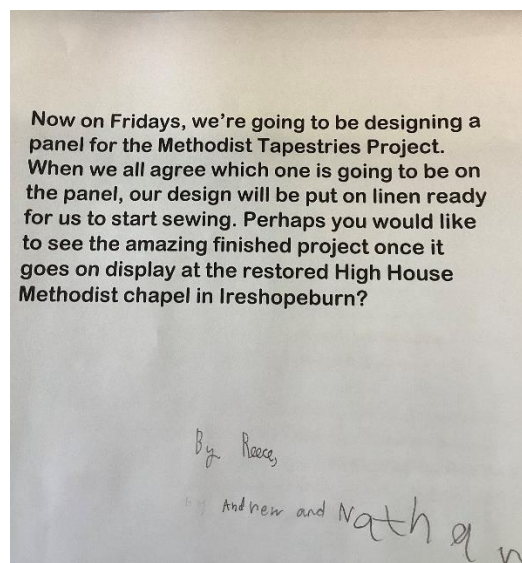 Now on Fridays, we're going to be designing a
panel for the Methodist Tapestries Project.
When we all agree which one is going to be on
the panel, our design will be put on linen ready
for us to start sewing. Perhaps you would like
to see the amazing finished project once it
goes on display at the restored High House
Methodist chapel in Ireshopeburn?
By Reece,
Andrew and Nathan